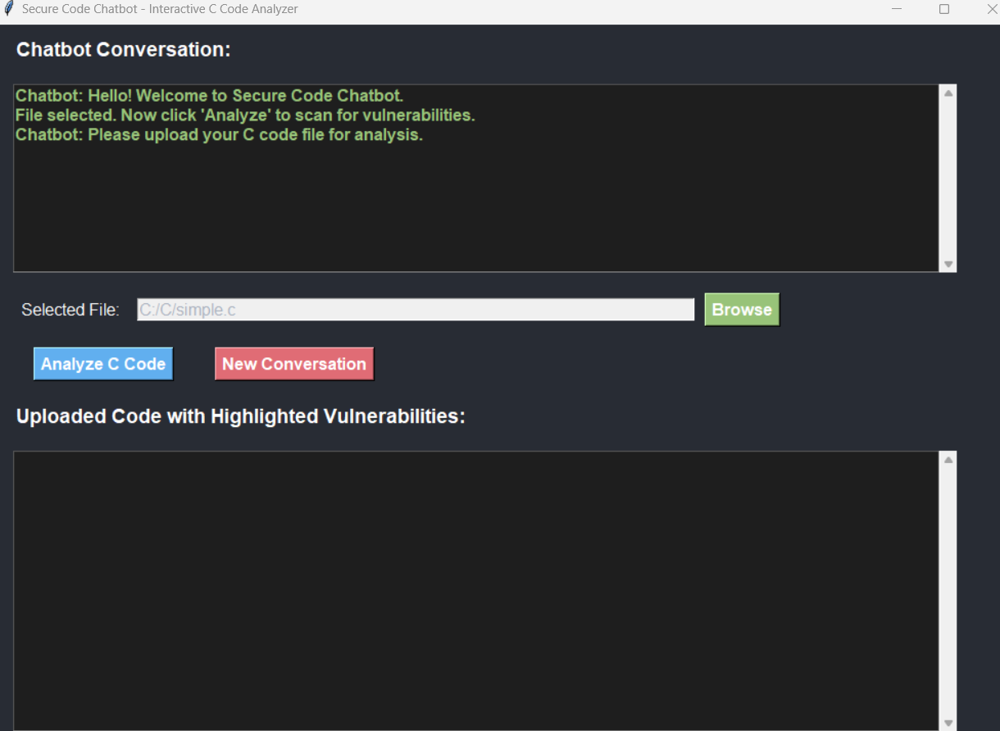 Secure Code Chatbot - Interactive C Code Analyzer
Chatbot Conversation:
Chatbot: Hello! Welcome to Secure Code Chatbot.
File selected. Now click 'Analyze' to scan for vulnerabilities.
Chatbot: Please upload your C code file for analysis.
Selected File: C:/C/simple.c Browse
Analyze C Code New Conversation
Uploaded Code with Highlighted Vulnerabilities: